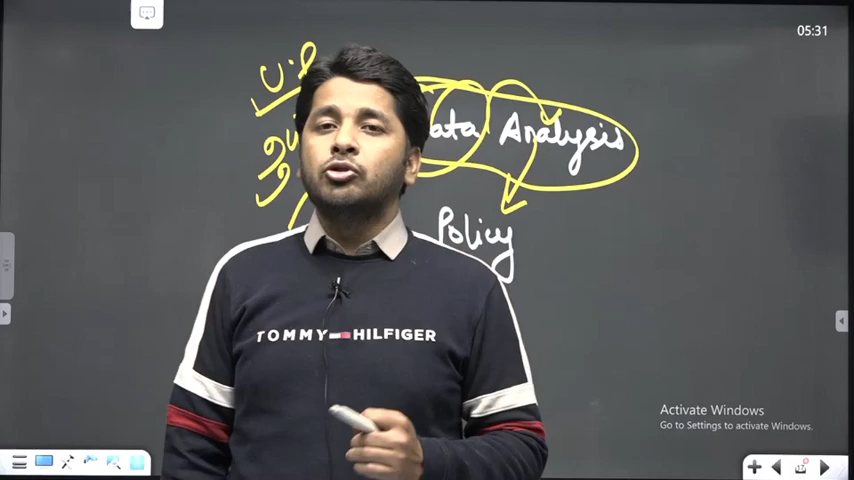 05:31
Analysis
Policy
TOMMY HILFIGER
Activate Windows
Go to Settings to activate Windows.